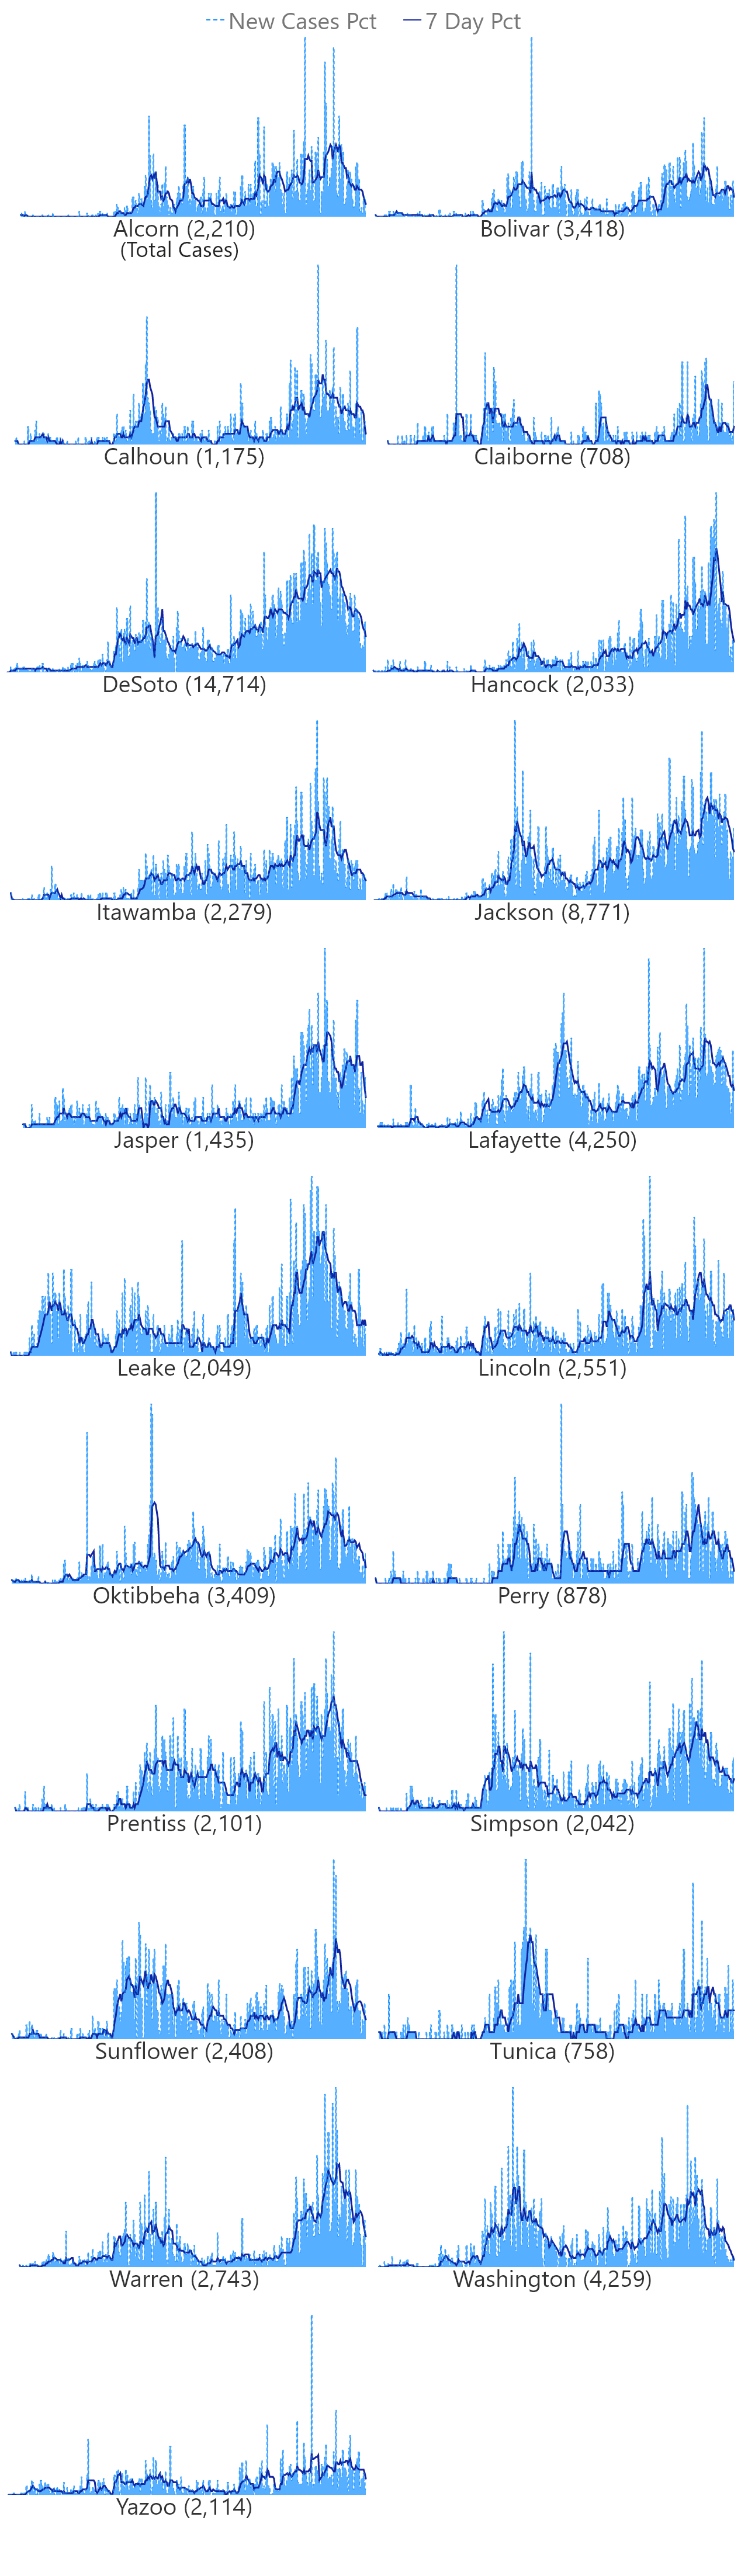 New Cases Pct 7 Day Pct
Alcorn (2,210) Bolivar (3,418)
(Total Cases)
Calhoun (1,175) Claiborne (708)
DeSoto (14,714) Hancock (2,033)
Itawamba (2,279) Jackson (8,771)
Jasper (1,435) Lafayette (4,250)
Leake (2,049) Lincoln (2,551)
Oktibbeha (3,409) Perry (878)
Prentiss (2,101) Simpson (2,042)
Sunflower (2,408) Tunica (758)
Warren (2,743) Washington (4,259)
Yazoo (2,114)